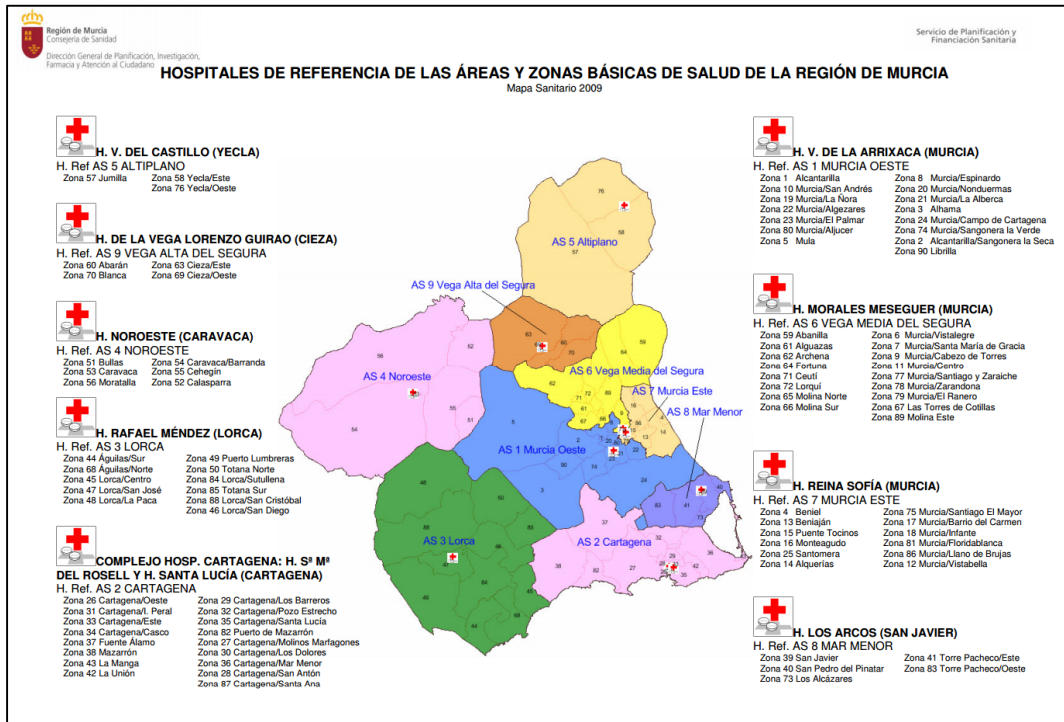 Región de Murcia
Consejería de Sanidad
Dirección General de Planificación, Investigación,
Farmacia y Atención al Ciudadano
Servicio de Planificación y
Financiación Sanitaria
HOSPITALES DE REFERENCIA DE LAS ÁREAS Y ZONAS BÁSICAS DE SALUD DE LA REGIÓN DE MURCIA
Mapa Sanitario 2009
H. V. DEL CASTILLO (YECLA)
H. Ref AS 5 ALTIPLANO
Zona 57 Jumilla Zona 58 Yecla/Este
Zona 76 Yecla/Oeste
H. DE LA VEGA LORENZO GUIRAO (CIEZA)
H. Ref. AS 9 VEGA ALTA DEL SEGURA
Zona 60 Abarán Zona 63 Cieza/Este
Zona 70 Blanca Zona 69 Cieza/Oeste
H. NOROESTE (CARAVACA)
H. Ref AS 4 NOROESTE
Zona 51 Bullas Zona 54 Caravaca/Barranda
Zona 53 Caravaca Zona 55 Cehegín
Zona 56 Moratalla Zona 52 Calasparra
H. RAFAEL MÉNDEZ (LORCA)
H. Ref. AS 3 LORCA
Zona 44 Águilas/Sur Zona 49 Puerto Lumbreras
Zona 68 Águilas/Norte Zona 50 Totana Norte
Zona 45 Lorca/Centro Zona 84 Lorca/Sutullena
Zona 47 Lorca/San José Zona 85 Totana Sur
Zona 48 Lorca/La Paca Zona 88 Lorca/San Cristóbal
Zona 46 Lorca/San Diego
COMPLEJO HOSP. CARTAGENA: H. Sª Mª
DEL ROSELL Y H. SANTA LUCÍA (CARTAGENA)
H. Ref. AS 2 CARTAGENA
Zona 26 Cartagena/Oeste Zona 29 Cartagena/Los Barreros
Zona 31 Cartagena/I. Peral Zona 32 Cartagena/Pozo Estrecho
Zona 33 Cartagena/Este Zona 35 Cartagena/Santa Lucía
Zona 34 Cartagena/Casco Zona 82 Puerto de Mazarrón
Zona 37 Fuente Álamo Zona 27 Cartagena/Molinos Marfagones
Zona 38 Mazarrón Zona 30 Cartagena/Los Dolores
Zona 43 La Manga Zona 36 Cartagena/Mar Menor
Zona 42 La Unión Zona 28 Cartagena/San Antón
Zona 87 Cartagena/Santa Ana
AS 5 Altiplano
AS 9 Vega Alta del Segura
AS 4 Noroeste
AS 6 Vega Media del Segura
AS 7 Murcia Este
AS 8 Mar Menor
AS 1 Murcia Oeste
AS 3 Lorca
AS 2 Cartagena
H. V. DE LA ARRIXACA (MURCIA)
H. Ref AS 1 MURCIA OESTE
Zona 1 Alcantarilla Zona 8 Murcia/Espinardo
Zona 10 Murcia/San Andrés Zona 20 Murcia/Nonduermas
Zona 19 Murcia/La Ñora Zona 21 Murcia/La Alberca
Zona 22 Murcia/Algezares Zona 3 Alhama
Zona 23 Murcia/El Palmar Zona 24 Murcia/Campo de Cartagena
Zona 80 Murcia/Aljucer Zona 74 Murcia/Sangonera la Verde
Zona 5 Mula Zona 2 Alcantarilla/Sangonera la Seca
Zona 90 Librilla
H. MORALES MESEGUER (MURCIA)
H. Ref. AS 6 VEGA MEDIA DEL SEGURA
Zona 59 Abanilla Zona 6 Murcia/Vistalegre
Zona 61 Alguazas Zona 7 Murcia/Santa María de Gracia
Zona 62 Archena Zona 9 Murcia/Cabezo de Torres
Zona 64 Fortuna Zona 11 Murcia/Centro
Zona 71 Ceutí Zona 77 Murcia/Santiago y Zaraiche
Zona 72 Lorquí Zona 78 Murcia/Zarandona
Zona 65 Molina Norte Zona 79 Murcia/El Ranero
Zona 66 Molina Sur Zona 67 Las Torres de Cotillas
Zona 89 Molina Este
H. REINA SOFÍA (MURCIA)
H. Ref. AS 7 MURCIA ESTE
Zona 4 Beniel Zona 75 Murcia/Santiago El Mayor
Zona 13 Beniaján Zona 17 Murcia/Barrio del Carmen
Zona 15 Puente Tocinos Zona 18 Murcia/Infante
Zona 16 Monteagudo Zona 81 Murcia/Floridablanca
Zona 25 Santomera Zona 86 Murcia/Llano de Brujas
Zona 14 Alquerías Zona 12 Murcia/Vistabella
H. LOS ARCOS (SAN JAVIER)
H. Ref. AS 8 MAR MENOR
Zona 39 San Javier Zona 41 Torre Pacheco/Este
Zona 40 San Pedro del Pinatar Zona 83 Torre Pacheco/Oeste
Zona 73 Los Alcázares